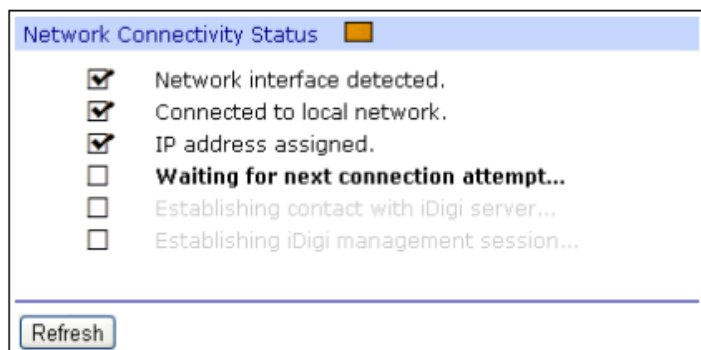 Network Connectivity Status
Network interface detected.
Connected to local network.
IP address assigned.
Waiting for next connection attempt...
Establishing contact with iDigi server...
Establishing iDigi management session...
Refresh